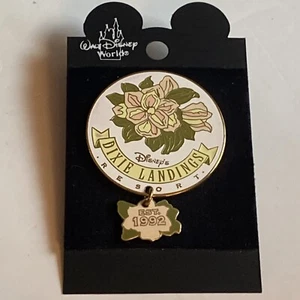 WALT DISNEY
World®
DISNEY'S
DIXIE LANDINGS
RESORT
EST.
1992